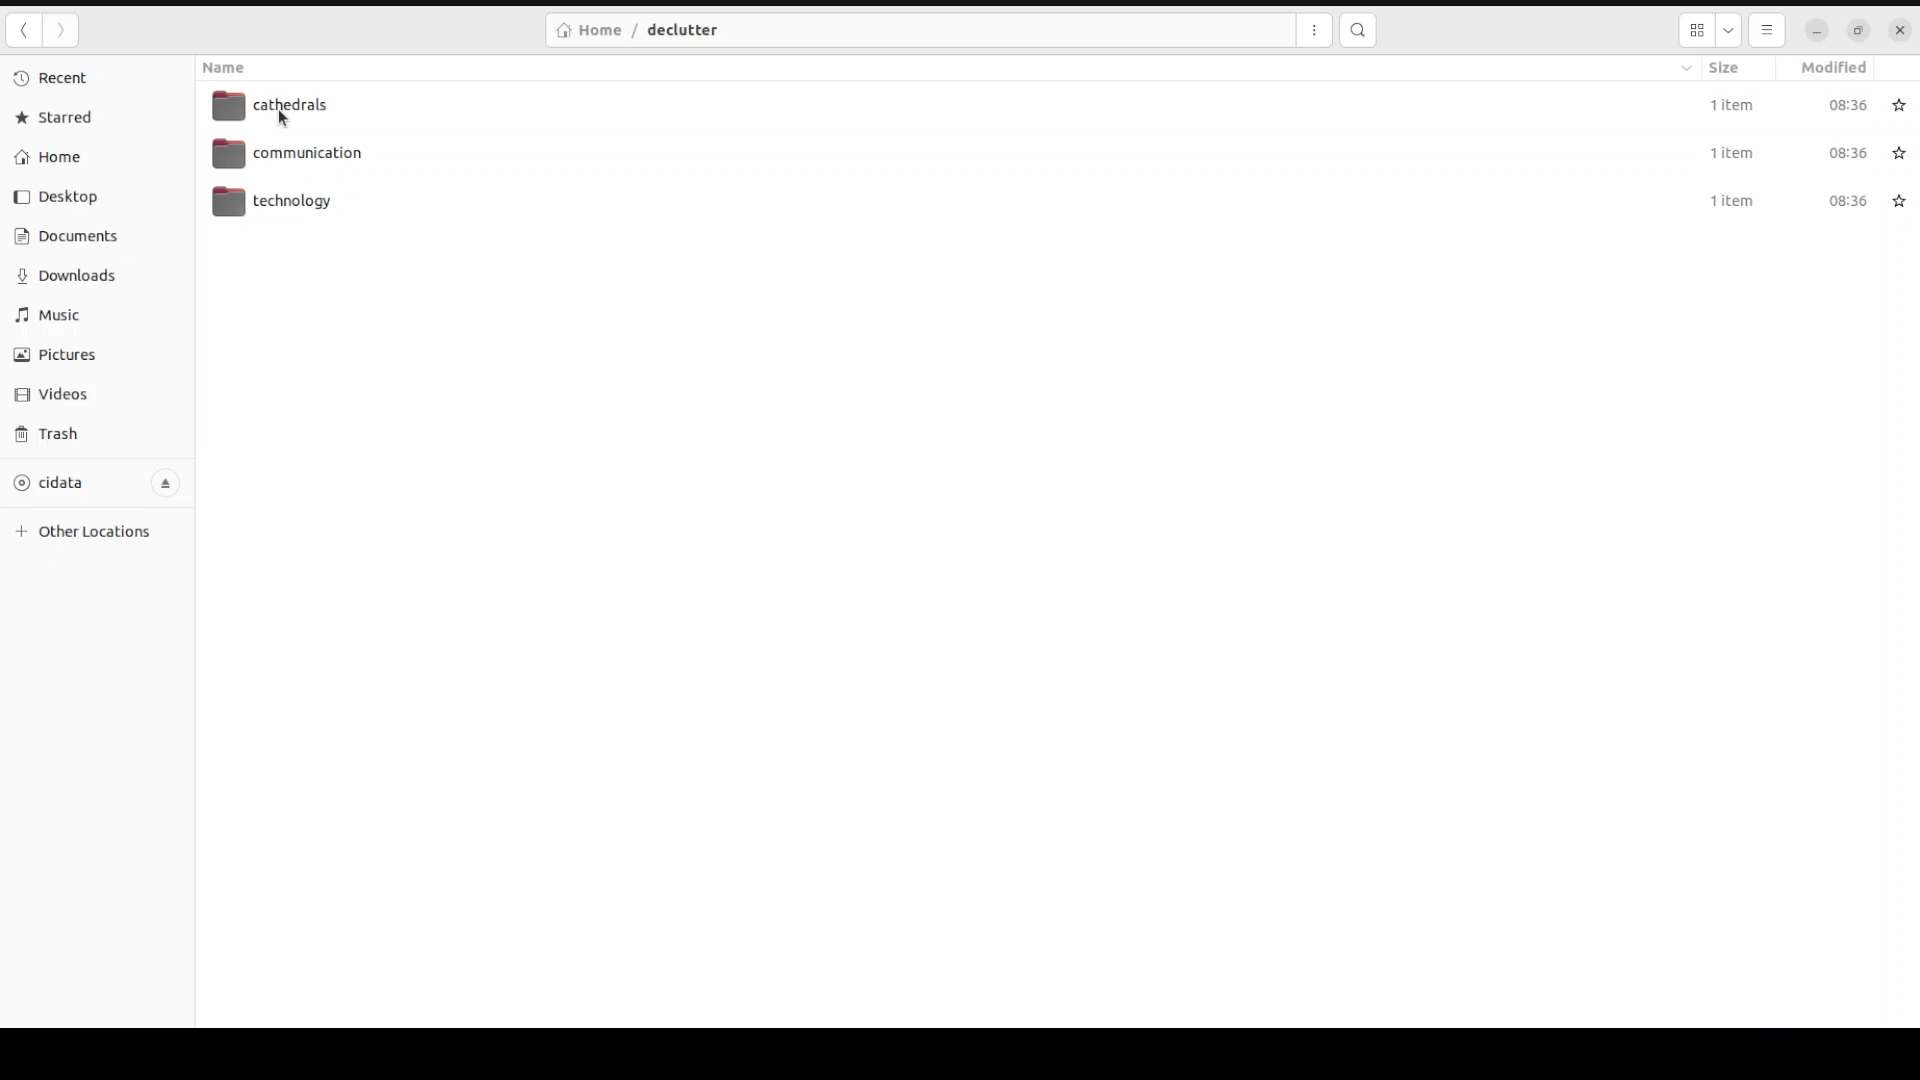 Home / declutter
Name Size Modified
Recent
Starred
Home
Desktop
Documents
Downloads
Music
Pictures
Videos
Trash
cidata
+ Other Locations
cathedrals 1 item 08:36
communication 1 item 08:36
technology 1 item 08:36